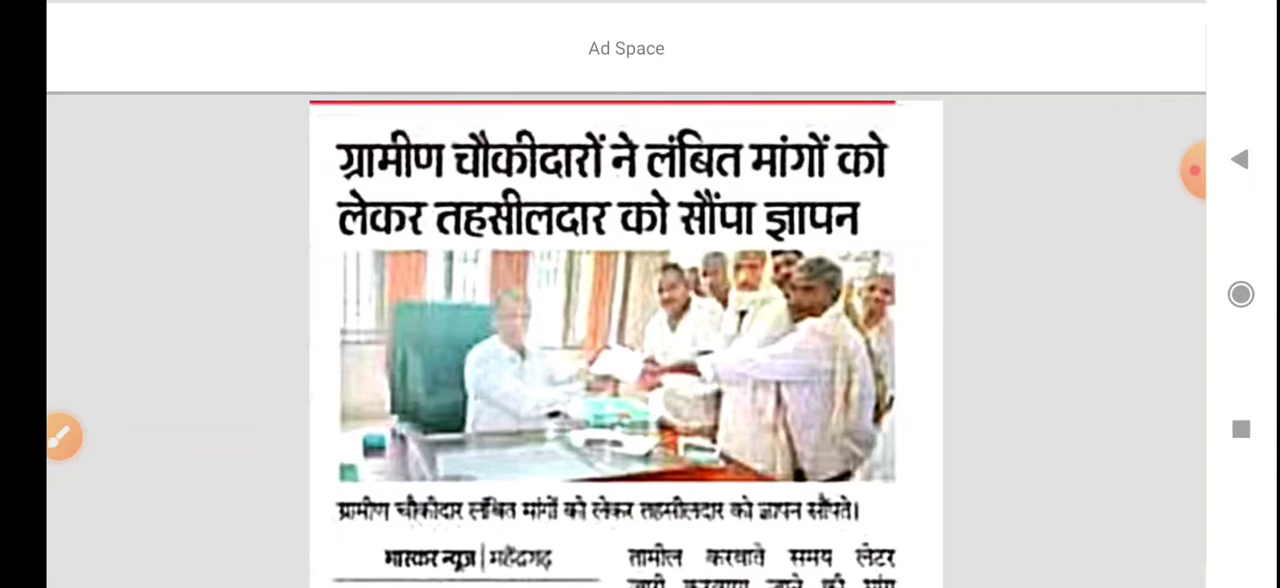 Ad Space
ग्रामीण चौकीदारों ने लंबित मांगों को
लेकर तहसीलदार को सौंपा ज्ञापन
ग्रामीण चौकीदार लंबित मांगों को लेकर तहसीलदार को ज्ञापन सौंपते।
भास्कर न्यूज | महेंद्रगढ़
तामील करवाते समय लेटर